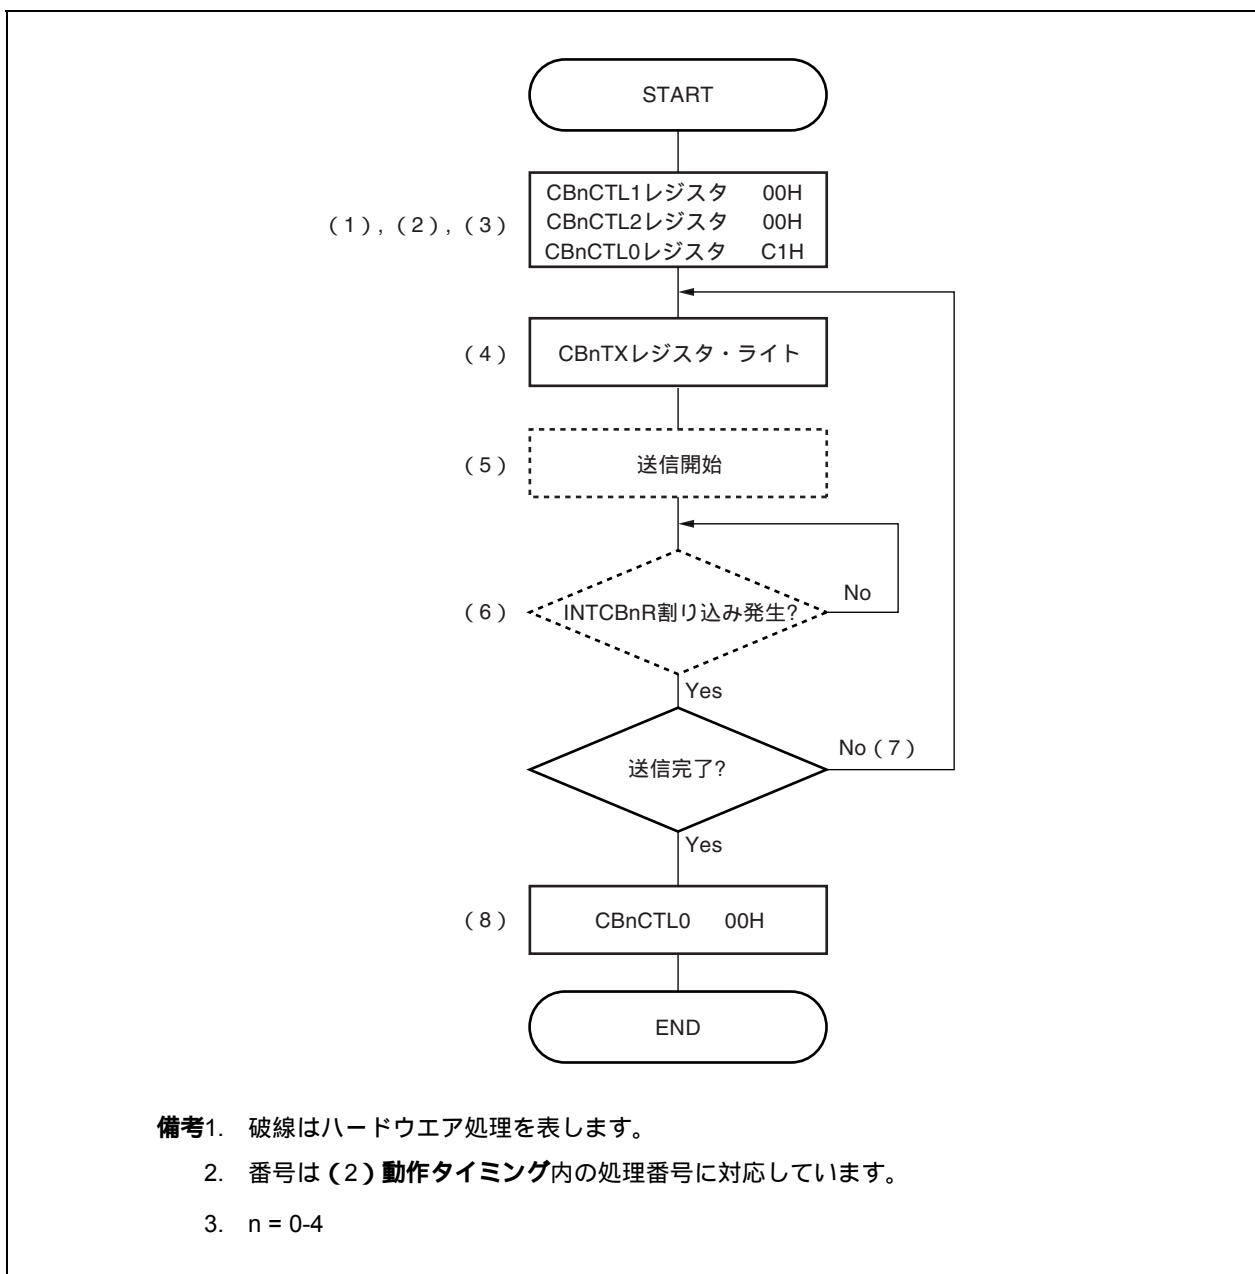 START
CBnCTL1レジスタ 00H
(1),(2),(3) CBnCTL2レジスタ 00H
CBnCTL0レジスタ C1H
(4) CBnTXレジスタ・ライト
(5) 送信開始
No
(6) INTCBnR割り込み発生?
Yes
No(7)
送信完了?
Yes
(8) CBnCTL0 00H
END
備考1. 破線はハードウエア処理を表します。
2. 番号は(2)動作タイミング内の処理番号に対応しています。
3. n = 0-4